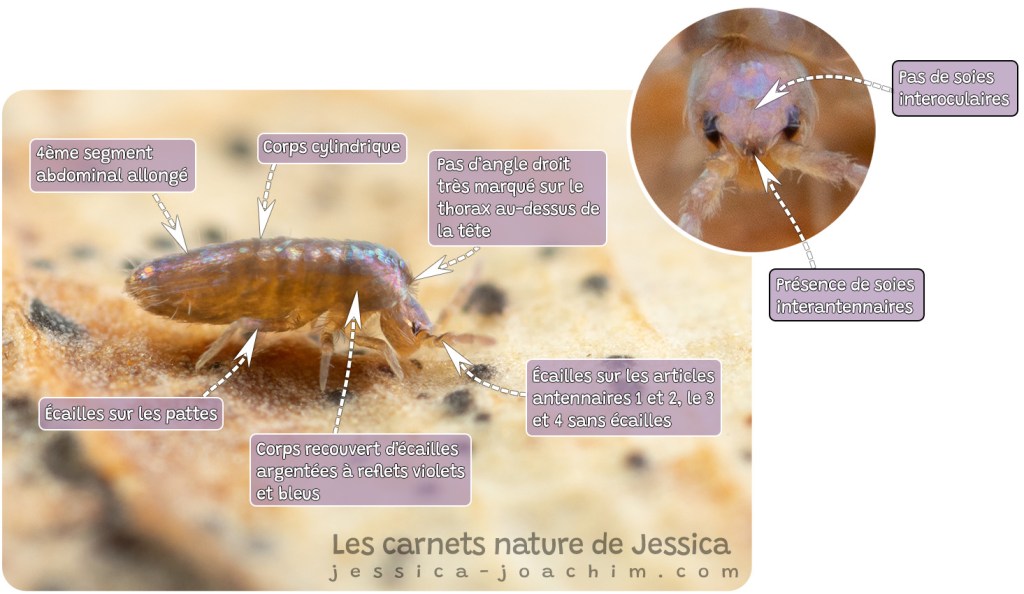 Pas de soies
interoculaires
4ème segment
abdominal allongé
Corps cylindrique
Pas d'angle droit
très marqué sur le
thorax au-dessus de
la tête
Présence de soies
interantennaires
Écailles sur les articles
antennaires 1 et 2, le 3
et 4 sans écailles
Écailles sur les pattes
Corps recouvert d'écailles
argentées à reflets violets
et bleus
Les carnets nature de Jessica
jessica-joachim.com